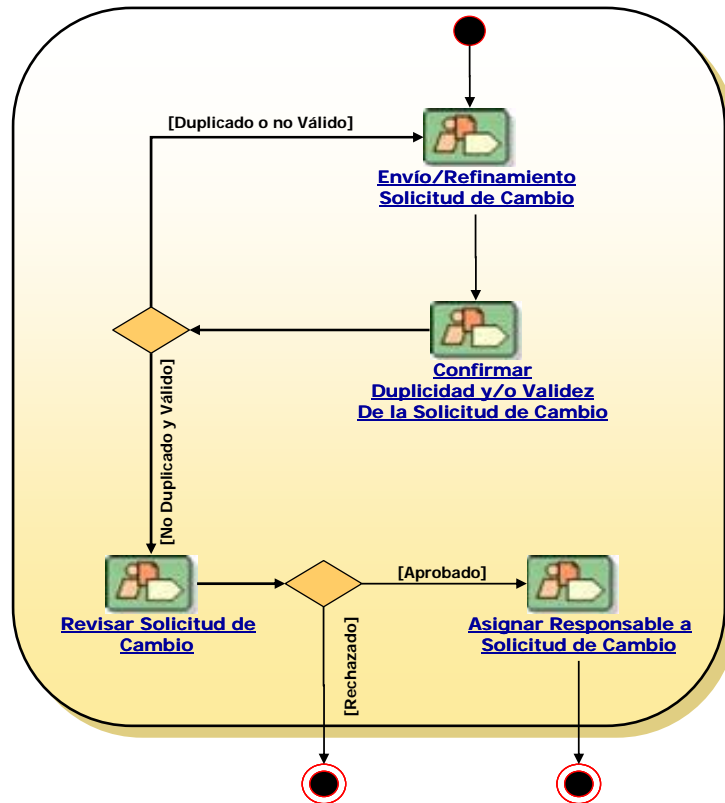 [Duplicado o no Válido]
Envío/Refinamiento
Solicitud de Cambio
Confirmar
Duplicidad y/o Validez
De la Solicitud de Cambio
[No Duplicado y Válido]
Revisar Solicitud de
Cambio
[Aprobado]
[Rechazado]
Asignar Responsable a
Solicitud de Cambio